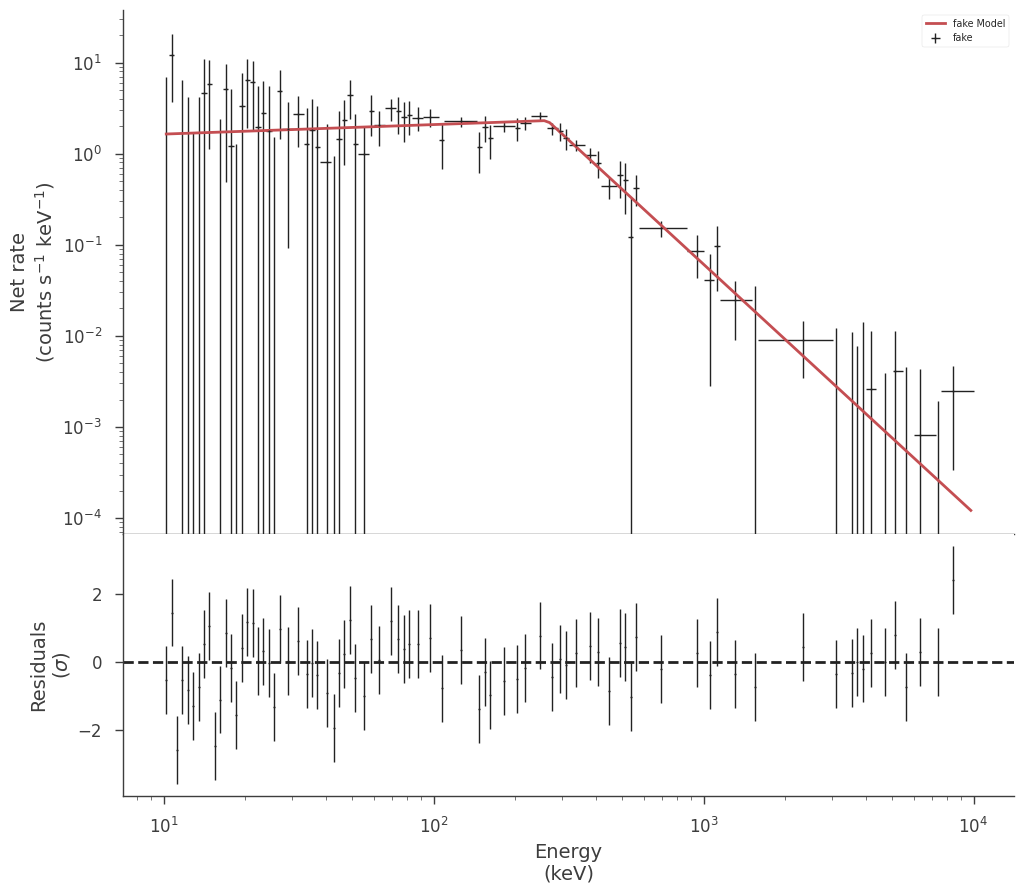 fake Model
fake
10¹
10⁰
10⁻¹
10⁻²
10⁻³
10⁻⁴
Net rate
(counts s⁻¹ keV⁻¹)
2
0
−2
Residuals
(σ)
10¹ 10² 10³ 10⁴
Energy
(keV)